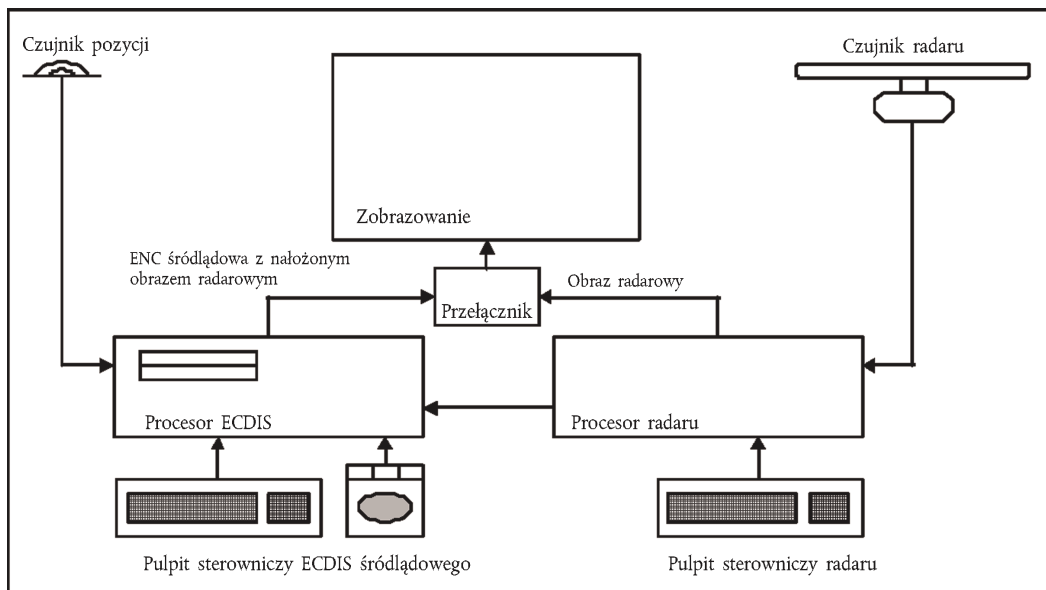 Czujnik pozycji
Czujnik radaru
Zobrazowanie
ENC śródlądowa z nałożonym
obrazem radarowym
Obraz radarowy
Przełącznik
Procesor ECDIS
Procesor radaru
Pulpit sterowniczy ECDIS śródlądowego
Pulpit sterowniczy radaru